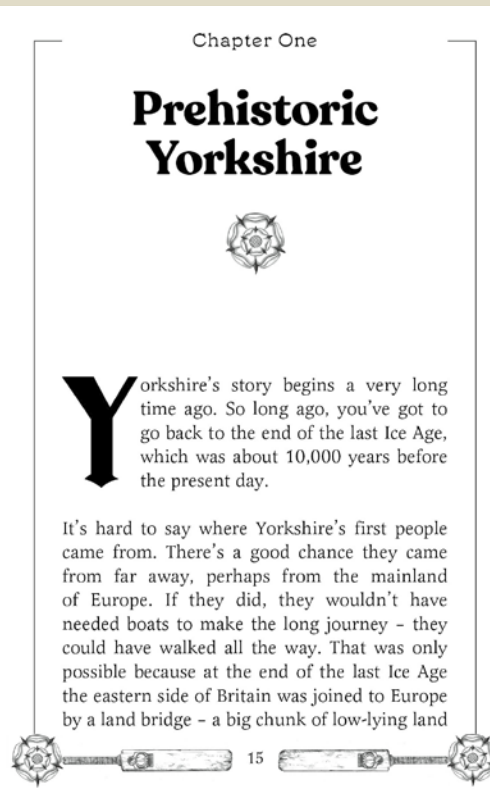 Chapter One
Prehistoric
Yorkshire
Yorkshire's story begins a very long
time ago. So long ago, you've got to
go back to the end of the last Ice Age,
which was about 10,000 years before
the present day.
It's hard to say where Yorkshire's first people
came from. There's a good chance they came
from far away, perhaps from the mainland
of Europe. If they did, they wouldn't have
needed boats to make the long journey – they
could have walked all the way. That was only
possible because at the end of the last Ice Age
the eastern side of Britain was joined to Europe
by a land bridge – a big chunk of low-lying land
15